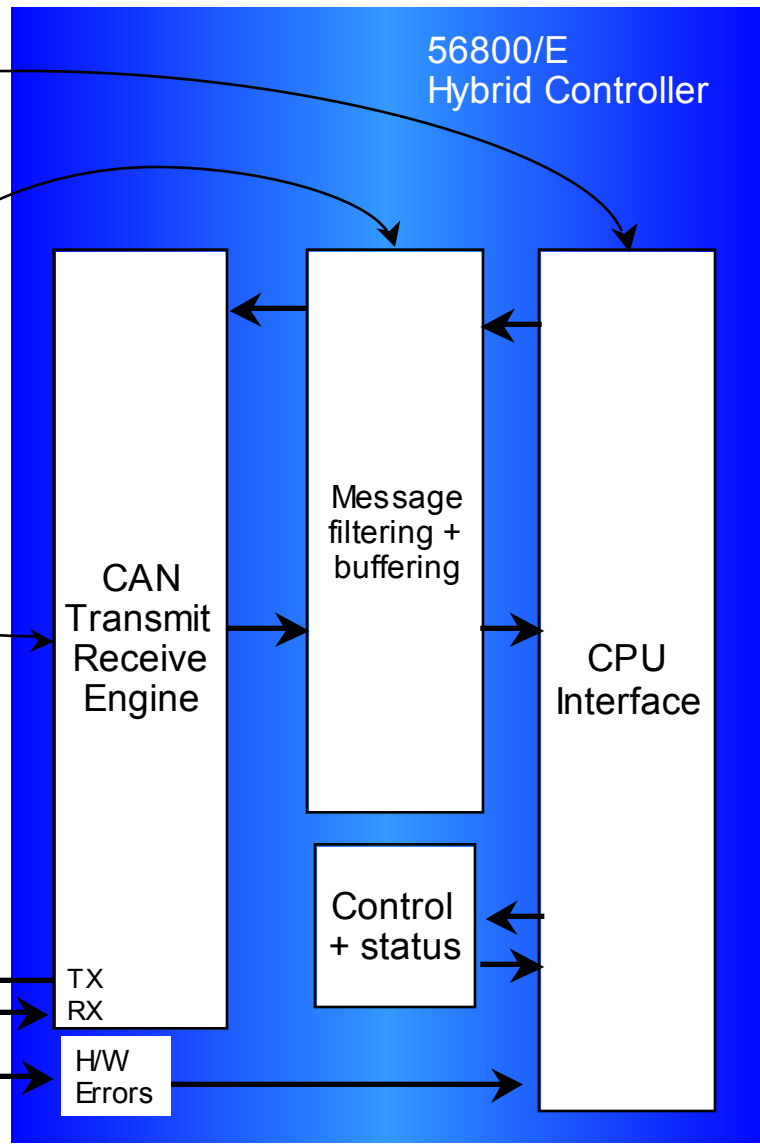 56800/E
Hybrid Controller
Message
filtering +
buffering
CAN
Transmit
Receive
Engine
CPU
Interface
Control
+ status
TX
RX
H/W
Errors